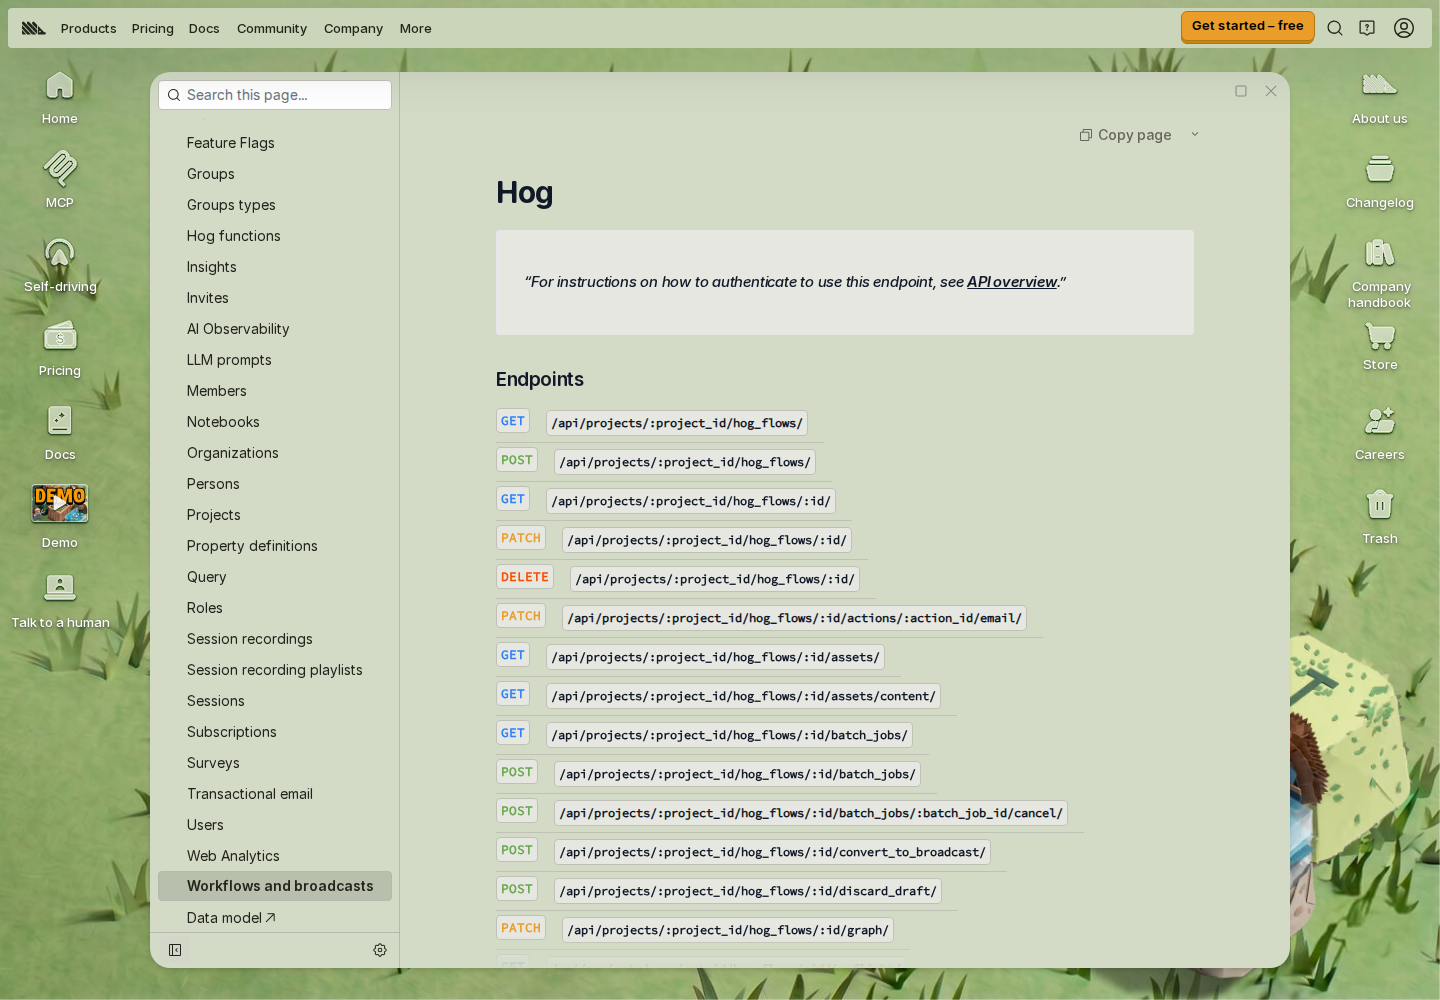 Products Pricing Docs Community Company More
Get started – free
Home
MCP
Self-driving
Pricing
Docs
DEMO
Demo
Talk to a human
Search this page...
Feature Flags
Groups
Groups types
Hog functions
Insights
Invites
AI Observability
LLM prompts
Members
Notebooks
Organizations
Persons
Projects
Property definitions
Query
Roles
Session recordings
Session recording playlists
Sessions
Subscriptions
Surveys
Transactional email
Users
Web Analytics
Workflows and broadcasts
Data model
Copy page
Hog
“For instructions on how to authenticate to use this endpoint, see API overview.”
Endpoints
GET /api/projects/:project_id/hog_flows/
POST /api/projects/:project_id/hog_flows/
GET /api/projects/:project_id/hog_flows/:id/
PATCH /api/projects/:project_id/hog_flows/:id/
DELETE /api/projects/:project_id/hog_flows/:id/
PATCH /api/projects/:project_id/hog_flows/:id/actions/:action_id/email/
GET /api/projects/:project_id/hog_flows/:id/assets/
GET /api/projects/:project_id/hog_flows/:id/assets/content/
GET /api/projects/:project_id/hog_flows/:id/batch_jobs/
POST /api/projects/:project_id/hog_flows/:id/batch_jobs/
POST /api/projects/:project_id/hog_flows/:id/batch_jobs/:batch_job_id/cancel/
POST /api/projects/:project_id/hog_flows/:id/convert_to_broadcast/
POST /api/projects/:project_id/hog_flows/:id/discard_draft/
PATCH /api/projects/:project_id/hog_flows/:id/graph/
GET
About us
Changelog
Company
handbook
Store
Careers
Trash